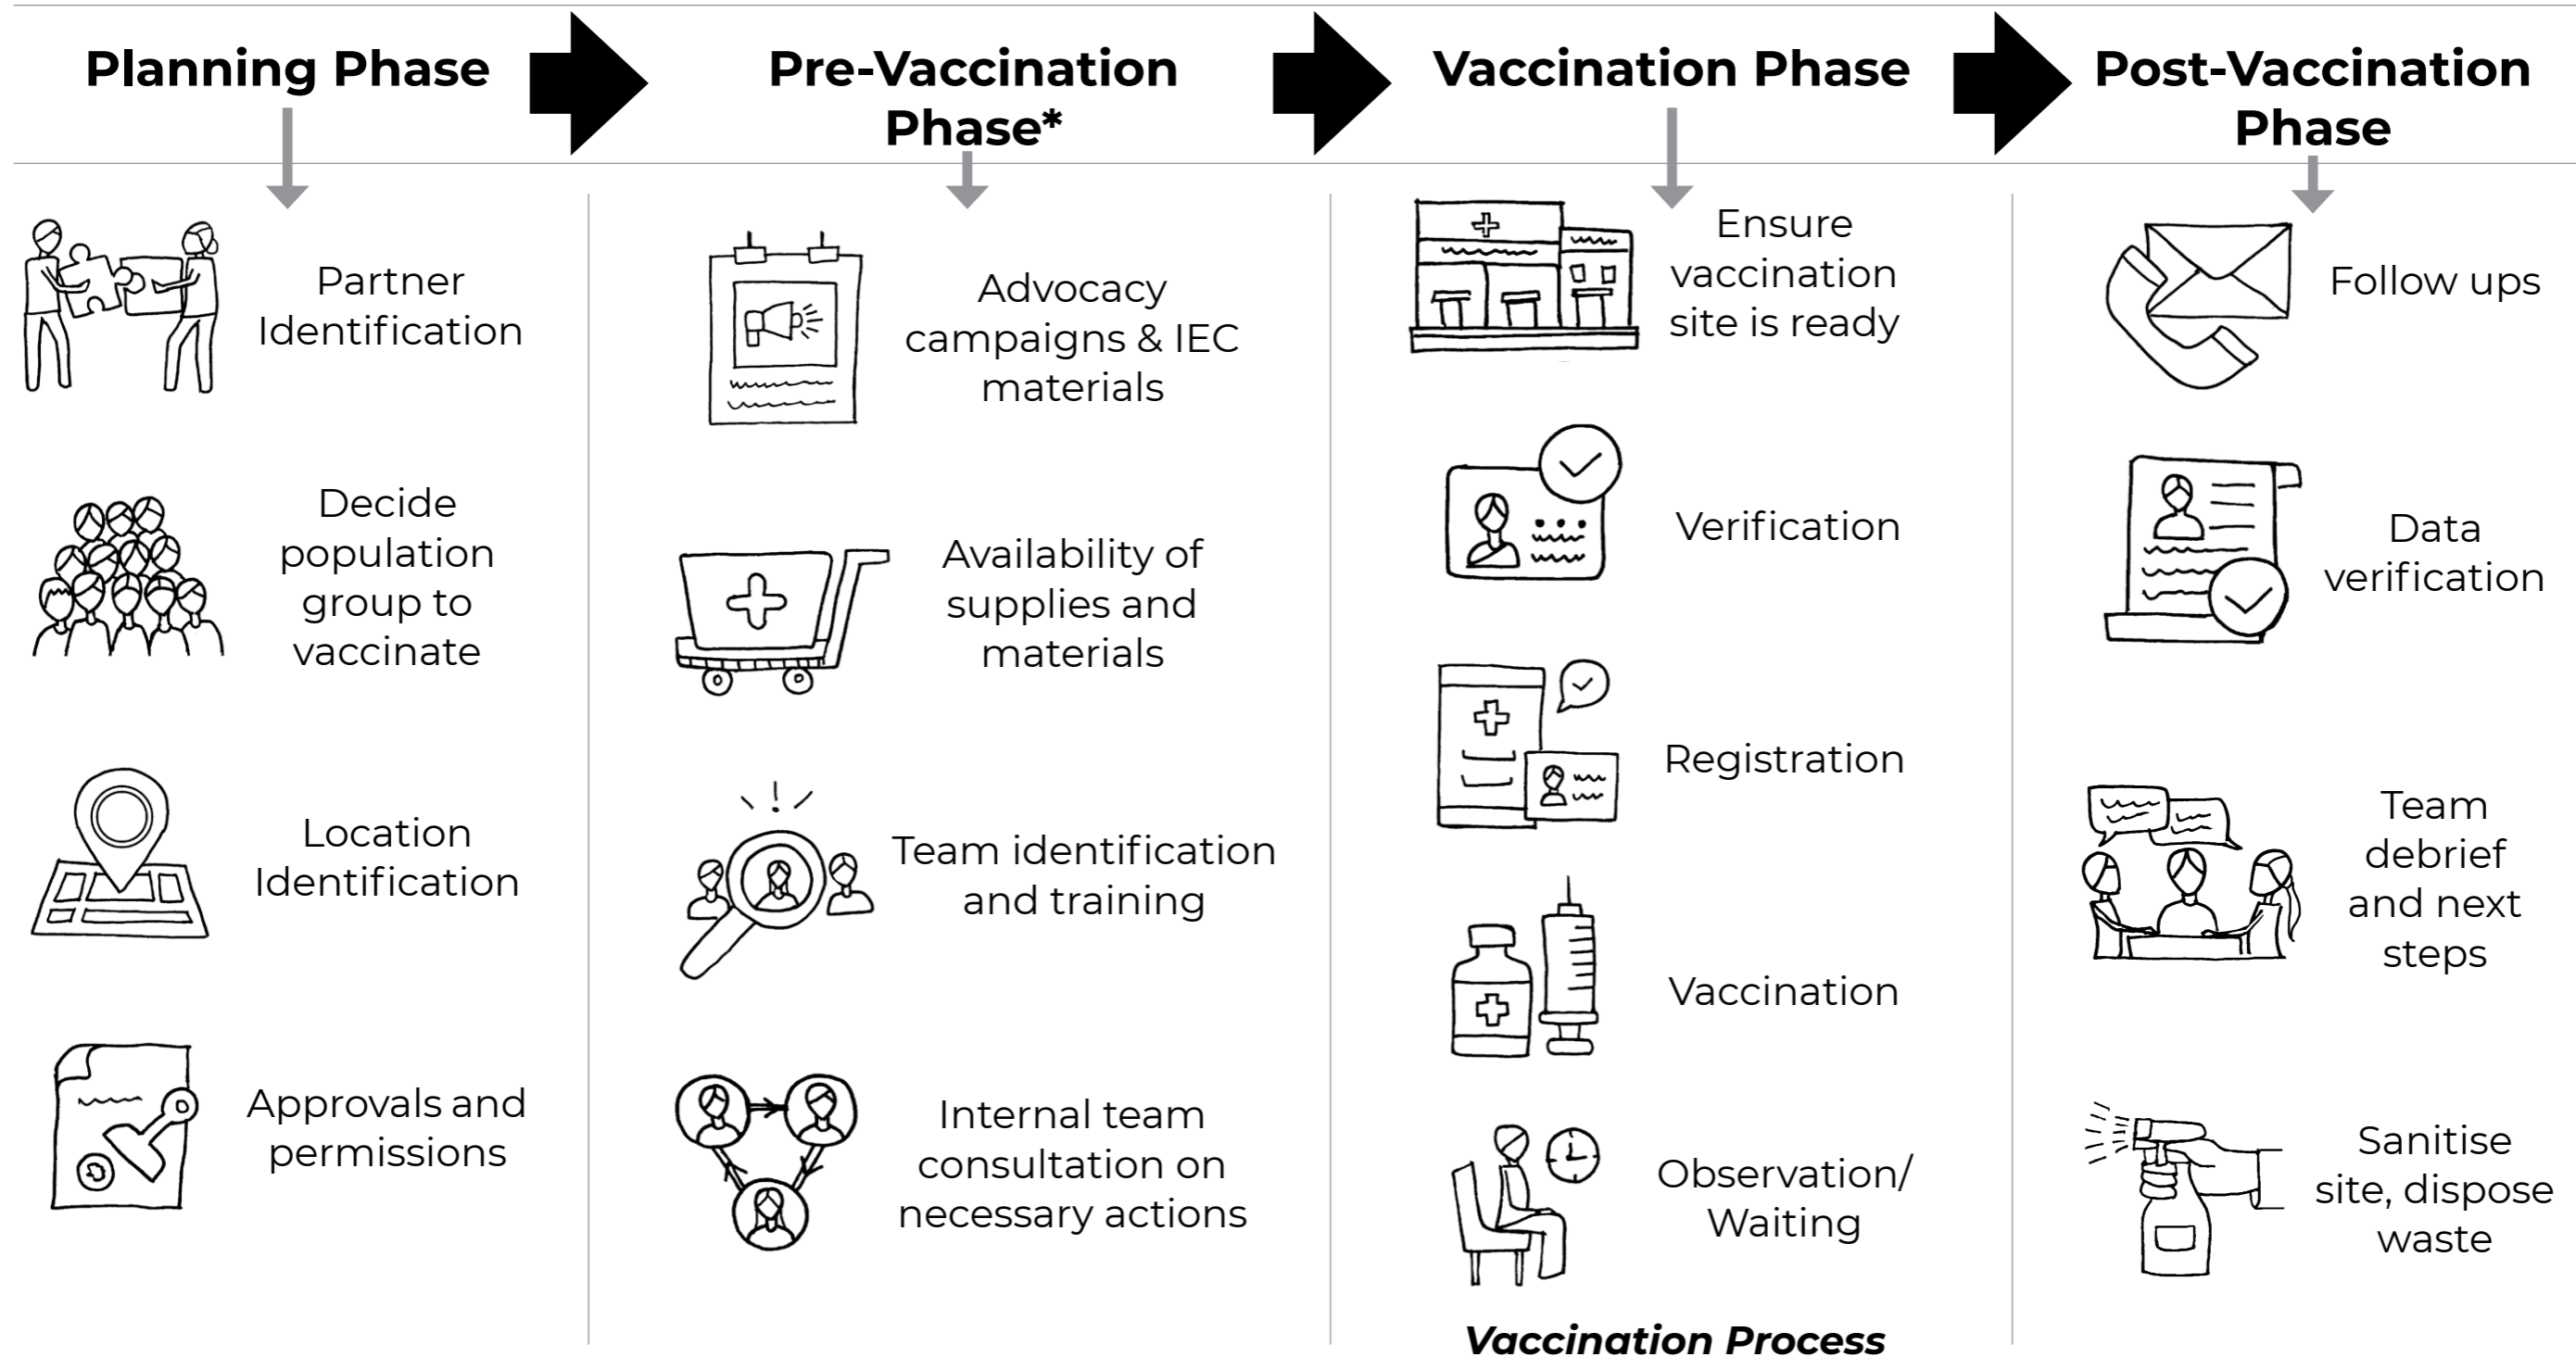 Planning Phase
Pre-Vaccination
Phase*
Vaccination Phase
Post-Vaccination
Phase
Partner
Identification
Decide
population
group to
vaccinate
Location
Identification
Approvals and
permissions
Advocacy
campaigns & IEC
materials
Availability of
supplies and
materials
Team identification
and training
Internal team
consultation on
necessary actions
Ensure
vaccination
site is ready
Verification
Registration
Vaccination
Observation/
Waiting
Vaccination Process
Follow ups
Data
verification
Team
debrief
and next
steps
Sanitise
site, dispose
waste